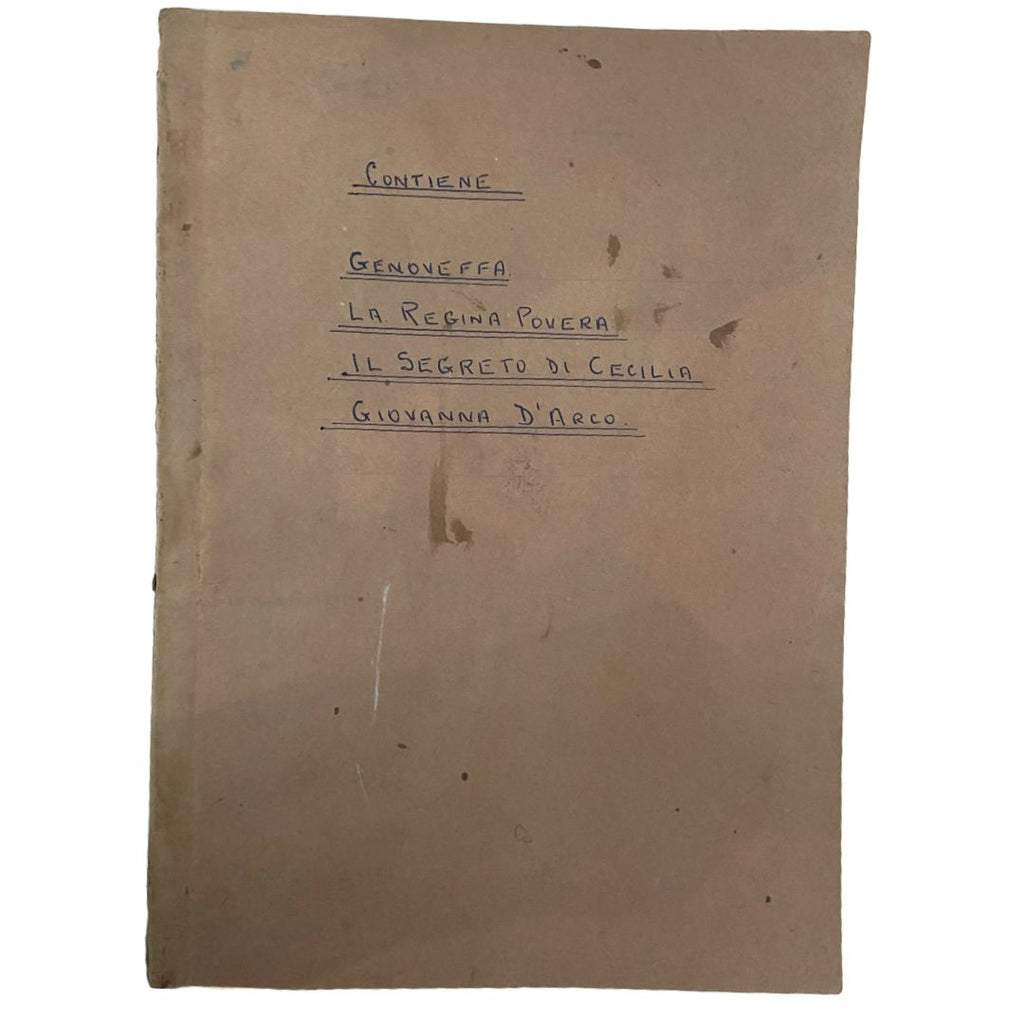 CONTIENE
GENOVEFFA.
LA REGINA POVERA.
IL SEGRETO DI CECILIA
GIOVANNA D'ARCO.